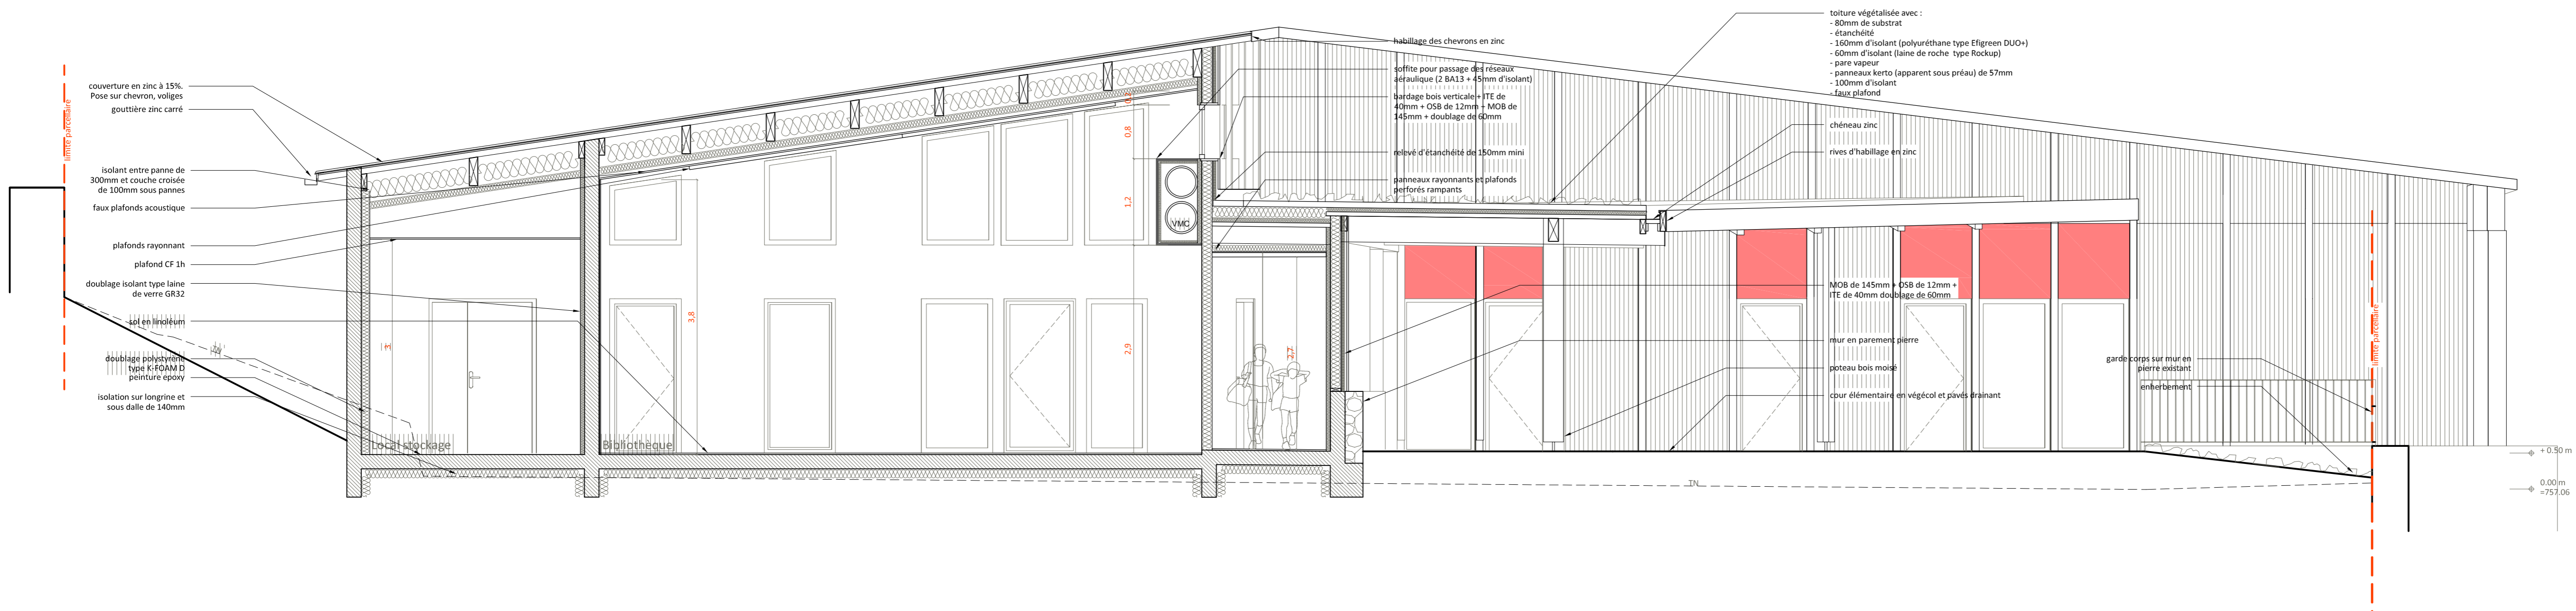 couverture en zinc à 15%.
Pose sur chevron, voliges
gouttière zinc carré
limite parcellaire
isolant entre panne de
300mm et couche croisée
de 100mm sous pannes
faux plafonds acoustique
plafonds rayonnant
plafond CF 1h
doublage isolant type laine
de verre GR32
sol en linoléum
TN
doublage polystyrène
type K-FOAM D
peinture epoxy
isolation sur longrine et
sous dalle de 140mm
3
Local stockage
Bibliothèque
3,8
0,2
0,8
1,2
2,9
VMC
2,7
habillage des chevrons en zinc
soffite pour passage des réseaux
aéraulique (2 BA13 + 45mm d'isolant)
bardage bois verticale + ITE de
40mm + OSB de 12mm + MOB de
145mm + doublage de 60mm
relevé d'étanchéité de 150mm mini
panneaux rayonnants et plafonds
perforés rampants
toiture végétalisée avec :
- 80mm de substrat
- étanchéité
- 160mm d'isolant (polyuréthane type Efigreen DUO+)
- 60mm d'isolant (laine de roche type Rockup)
- pare vapeur
- panneaux kerto (apparent sous préau) de 57mm
- 100mm d'isolant
- faux plafond
chéneau zinc
rives d'habillage en zinc
MOB de 145mm + OSB de 12mm +
ITE de 40mm doublage de 60mm
mur en parement pierre
poteau bois moisé
cour élémentaire en végécol et pavés drainant
TN
garde corps sur mur en
pierre existant
enherbement
limite parcellaire
+ 0.50 m
0.00 m
=757.06